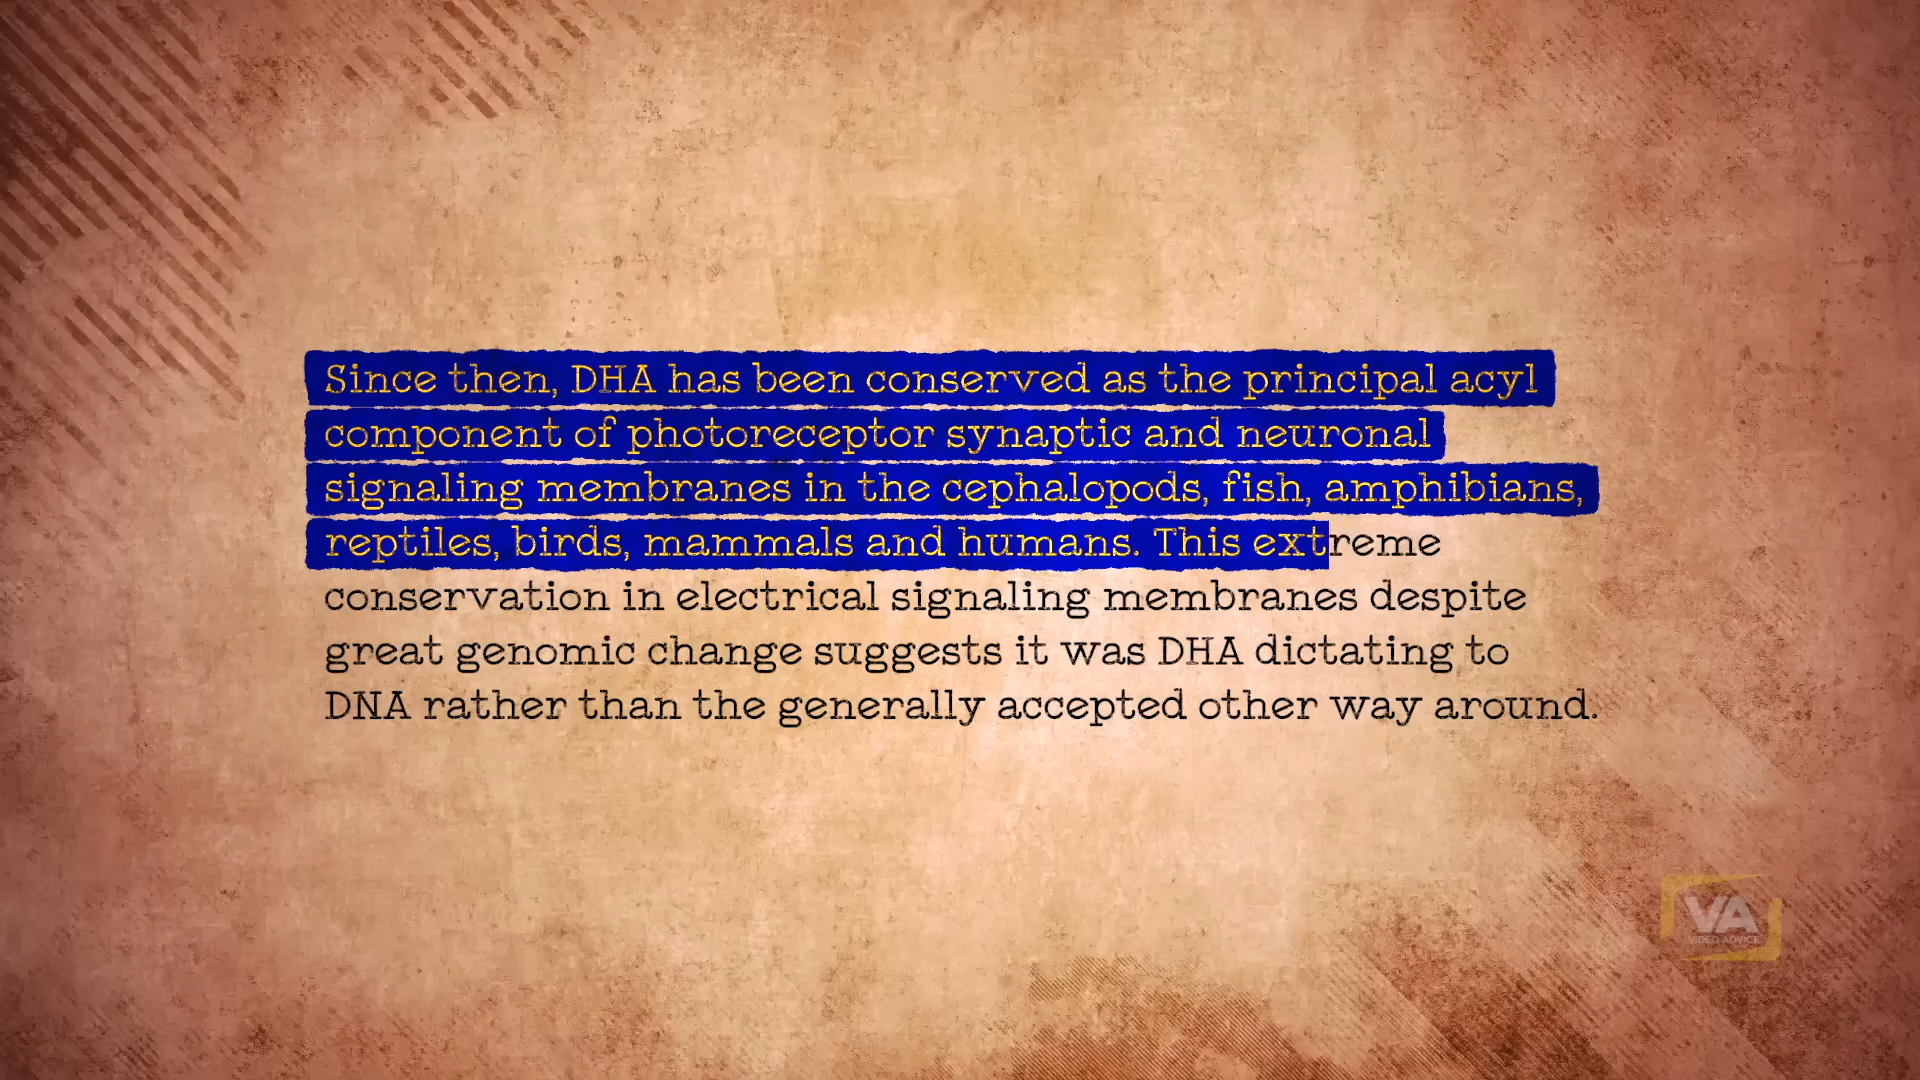 Since then, DHA has been conserved as the principal acyl
component of photoreceptor synaptic and neuronal
signaling membranes in the cephalopods, fish, amphibians,
reptiles, birds, mammals and humans. This extreme
conservation in electrical signaling membranes despite
great genomic change suggests it was DHA dictating to
DNA rather than the generally accepted other way around.
VA
VIDEO ADVICE